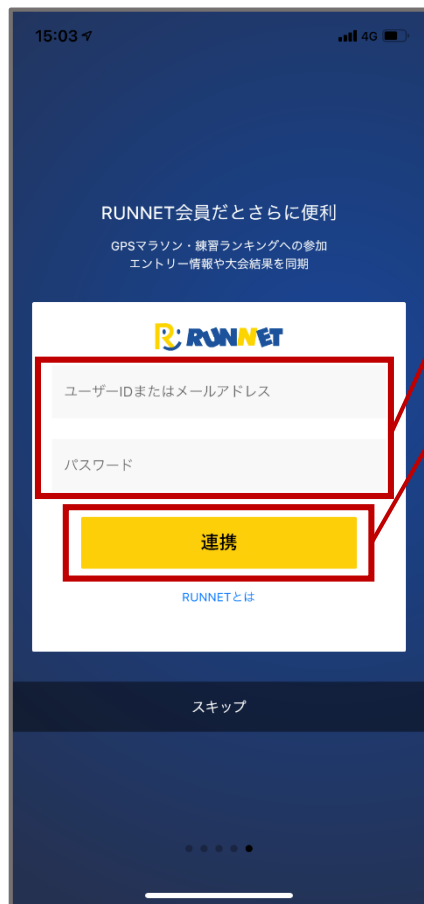 15:03
4G
RUNNET会員だとさらに便利
GPSマラソン・練習ランキングへの参加
エントリー情報や大会結果を同期
R RUNNET
ユーザーIDまたはメールアドレス
パスワード
連携
RUNNETとは
スキップ